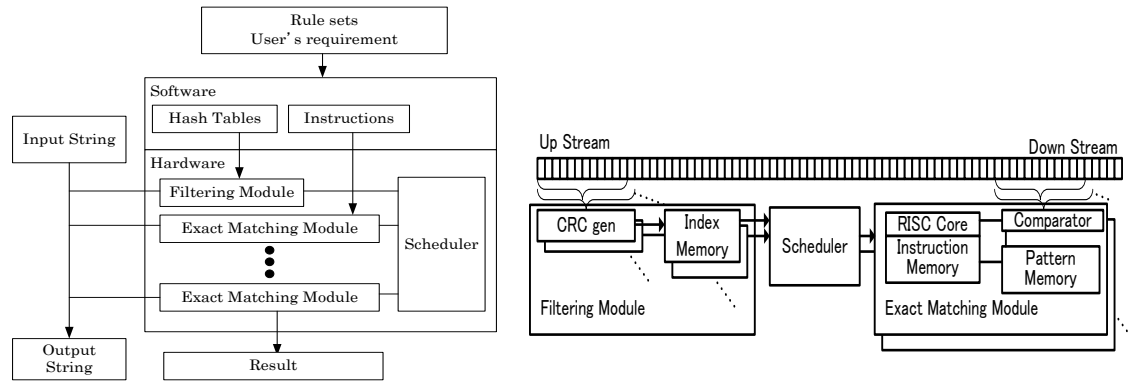 Rule sets
User's requirement
Software
Hash Tables
Instructions
Input String
Hardware
Filtering Module
Exact Matching Module
Scheduler
Exact Matching Module
Output
String
Result
Up Stream
Down Stream
CRC gen
Index
Memory
Scheduler
RISC Core
Instruction
Memory
Comparator
Pattern
Memory
Filtering Module
Exact Matching Module